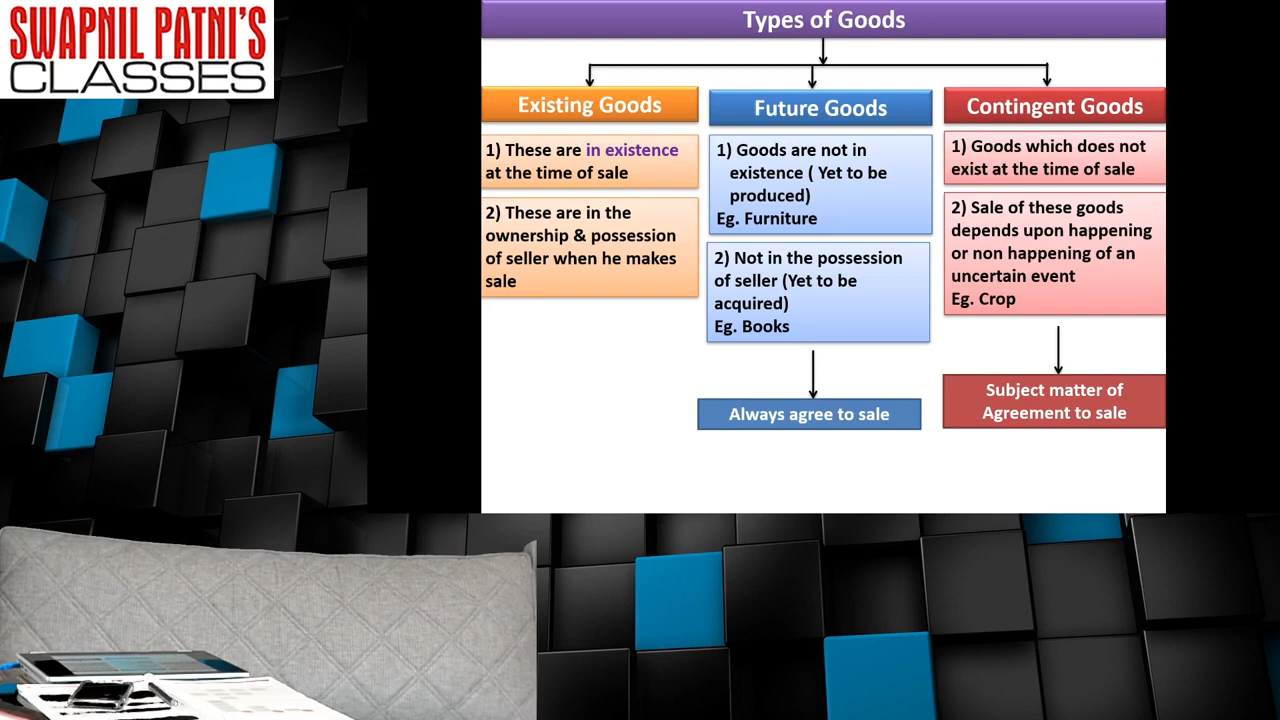 SWAPNIL PATNI'S
CLASSES
Types of Goods
Existing Goods
1) These are in existence
at the time of sale
2) These are in the
ownership & possession
of seller when he makes
sale
Future Goods
1) Goods are not in
existence ( Yet to be
produced)
Eg. Furniture
2) Not in the possession
of seller (Yet to be
acquired)
Eg. Books
Always agree to sale
Contingent Goods
1) Goods which does not
exist at the time of sale
2) Sale of these goods
depends upon happening
or non happening of an
uncertain event
Eg. Crop
Subject matter of
Agreement to sale